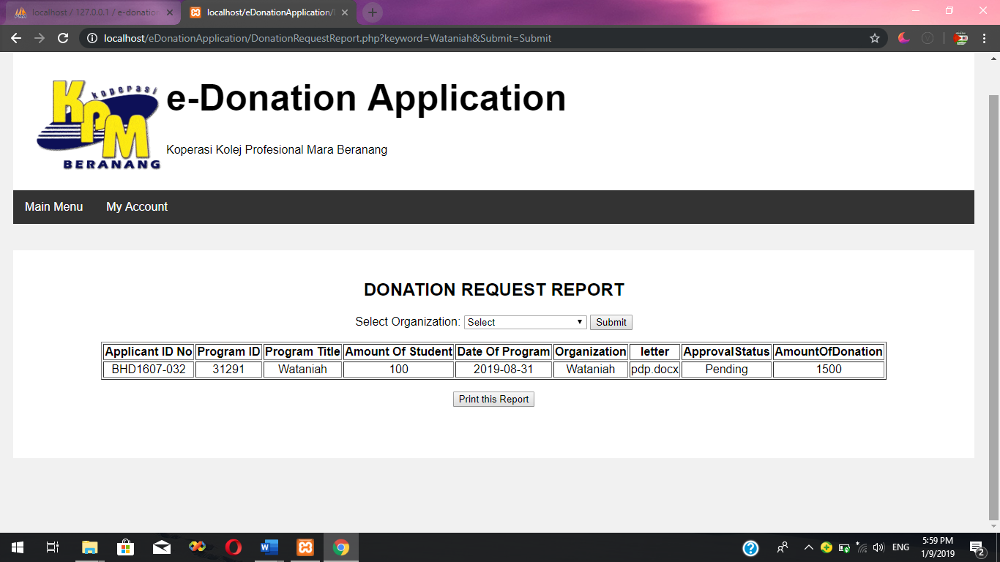 localhost / 127.0.0.1 / e-donation
localhost/eDonationApplication/
localhost/eDonationApplication/DonationRequestReport.php?keyword=Wataniah&Submit=Submit
koperasi
KPM
BERANANG
e-Donation Application
Koperasi Kolej Profesional Mara Beranang
Main Menu My Account
DONATION REQUEST REPORT
Select Organization: Select Submit
Applicant ID No Program ID Program Title Amount Of Student Date Of Program Organization letter ApprovalStatus AmountOfDonation
BHD1607-032 31291 Wataniah 100 2019-08-31 Wataniah pdp.docx Pending 1500
Print this Report
ENG
5:59 PM
1/9/2019
2